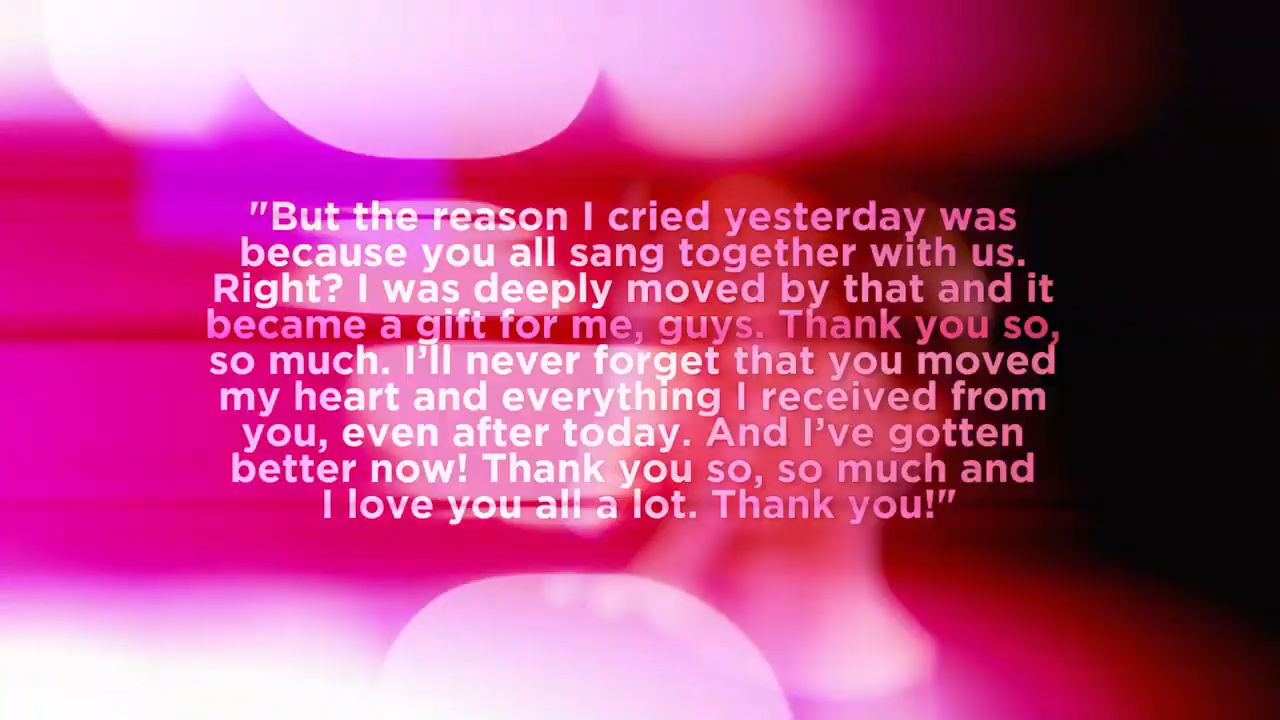 "But the reason I cried yesterday was
because you all sang together with us.
Right? I was deeply moved by that and it
became a gift for me, guys. Thank you so,
so much. I’ll never forget that you moved
my heart and everything I received from
you, even after today. And I’ve gotten
better now! Thank you so, so much and
I love you all a lot. Thank you!"